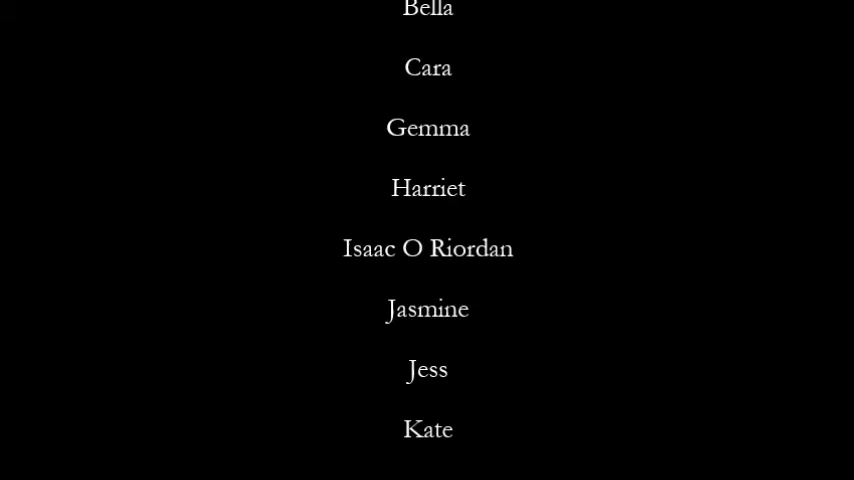 Bella
Cara
Gemma
Harriet
Isaac O Riordan
Jasmine
Jess
Kate